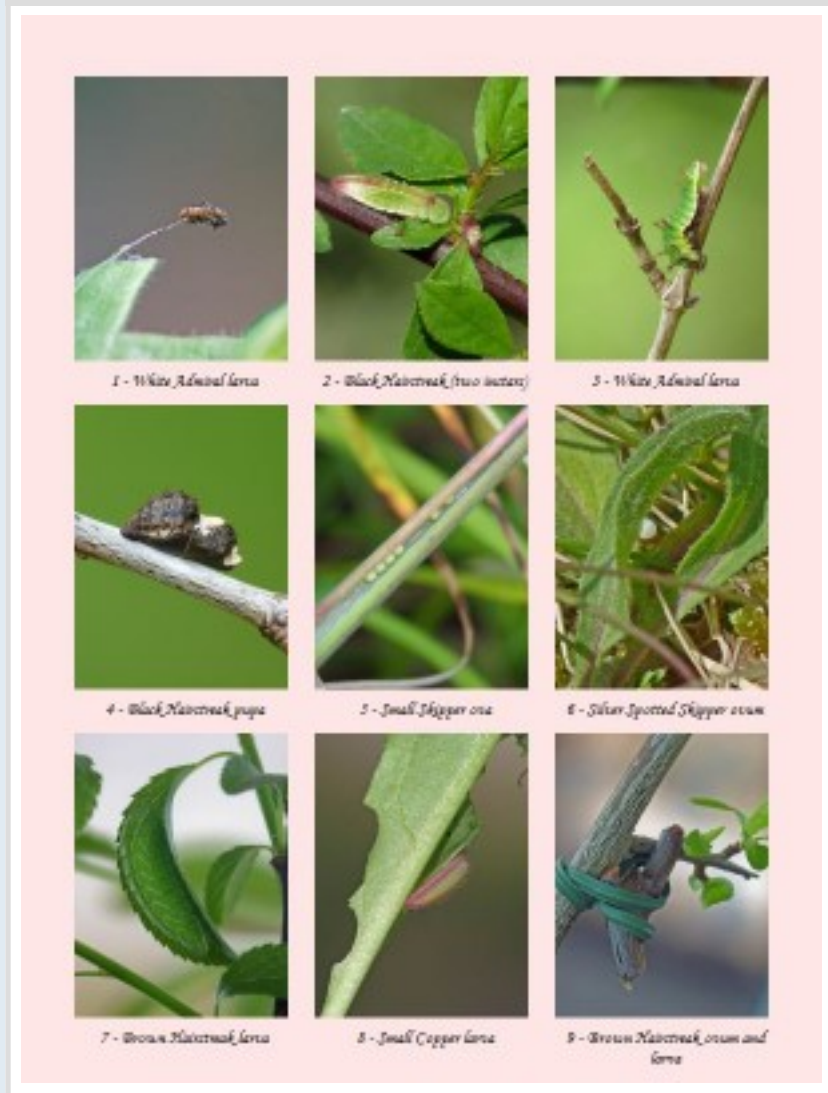 1 - White Admiral larva
2 - Black Hairstreak (two instars)
3 - White Admiral larva
4 - Black Hairstreak pupa
5 - Small Skipper ova
6 - Silver Spotted Skipper ovum
7 - Brown Hairstreak larva
8 - Small Copper larva
9 - Brown Hairstreak ovum and
larva